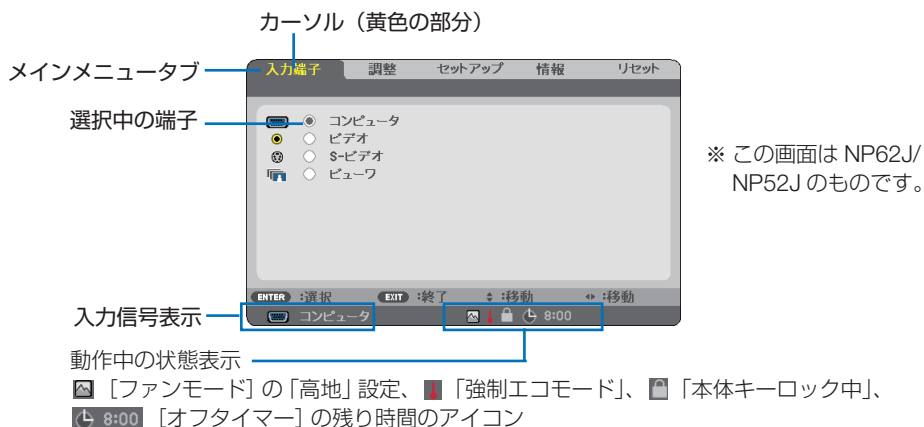 カーソル（黄色の部分）
メインメニュータブ
入力端子 調整 セットアップ 情報 リセット
選択中の端子
コンピュータ
ビデオ
S-ビデオ
ビューワ
※ この画面は NP62J/
NP52J のものです。
ENTER :選択 EXIT :終了 :移動 :移動
入力信号表示
コンピュータ 8:00
動作中の状態表示
［ファンモード］の「高地」設定、「強制エコモード」、「本体キーロック中」、
8:00 ［オフタイマー］の残り時間のアイコン